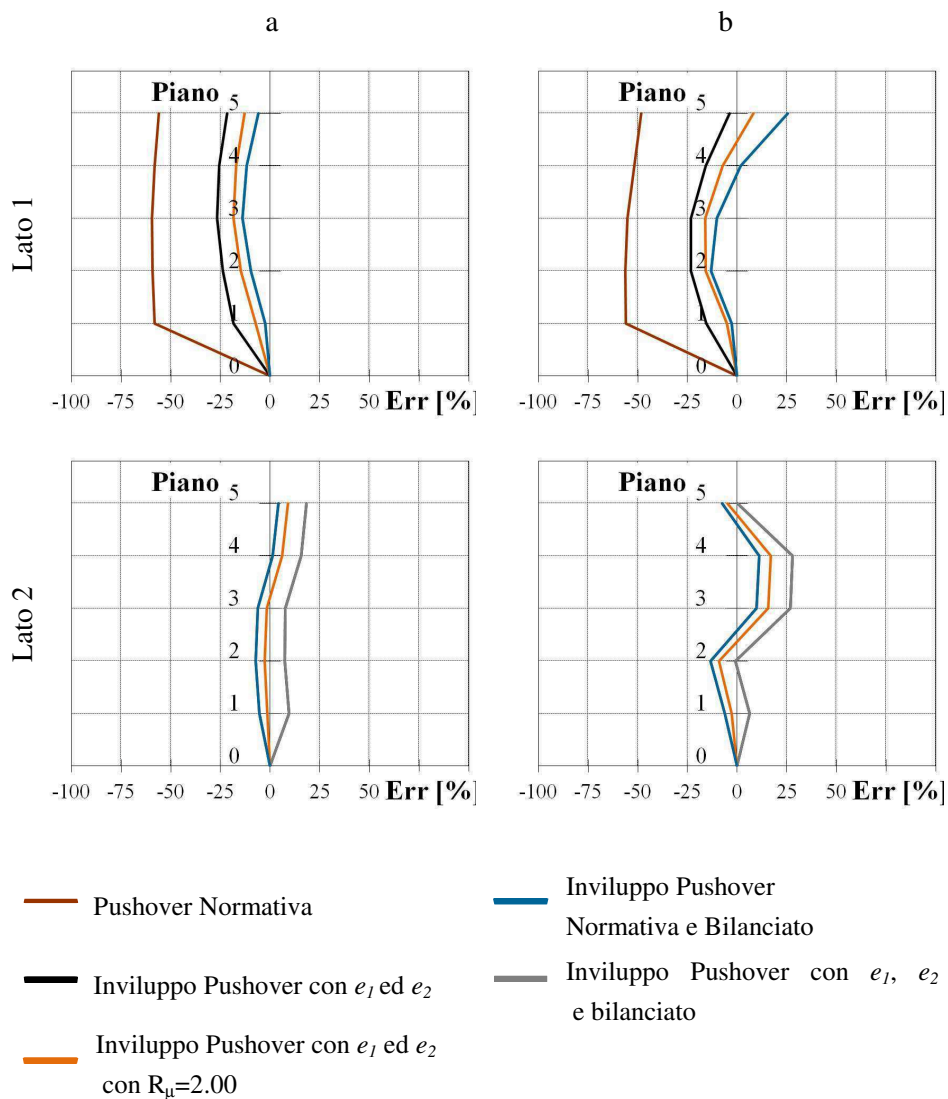 a
b
Piano
5
4
3
2
1
0
-100 -75 -50 -25 0 25 Err [%]
Lato 1
Piano
5
4
3
2
1
0
-100 -75 -50 -25 0 25 50 Err [%]
Piano
5
4
3
2
1
0
-100 -75 -50 -25 0 25 50 Err [%]
Lato 2
Piano
5
4
3
2
1
0
-100 -75 -50 -25 0 25 50 Err [%]
Pushover Normativa
Inviluppo Pushover con e₁ ed e₂
Inviluppo Pushover con e₁ ed e₂
con Rμ=2.00
Inviluppo Pushover
Normativa e Bilanciato
Inviluppo Pushover con e₁, e₂
e bilanciato